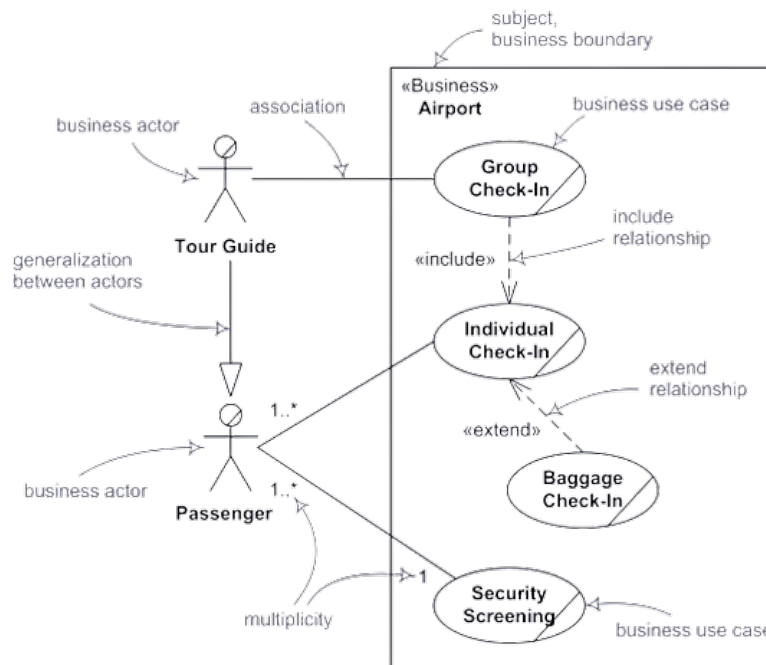 subject,
business boundary
«Business»
Airport
business use case
association
business actor
Group
Check-In
Tour Guide
include
relationship
«include»
generalization
between actors
Individual
Check-In
extend
relationship
1..*
«extend»
Baggage
Check-In
business actor
1..*
Passenger
1
Security
Screening
multiplicity
business use case